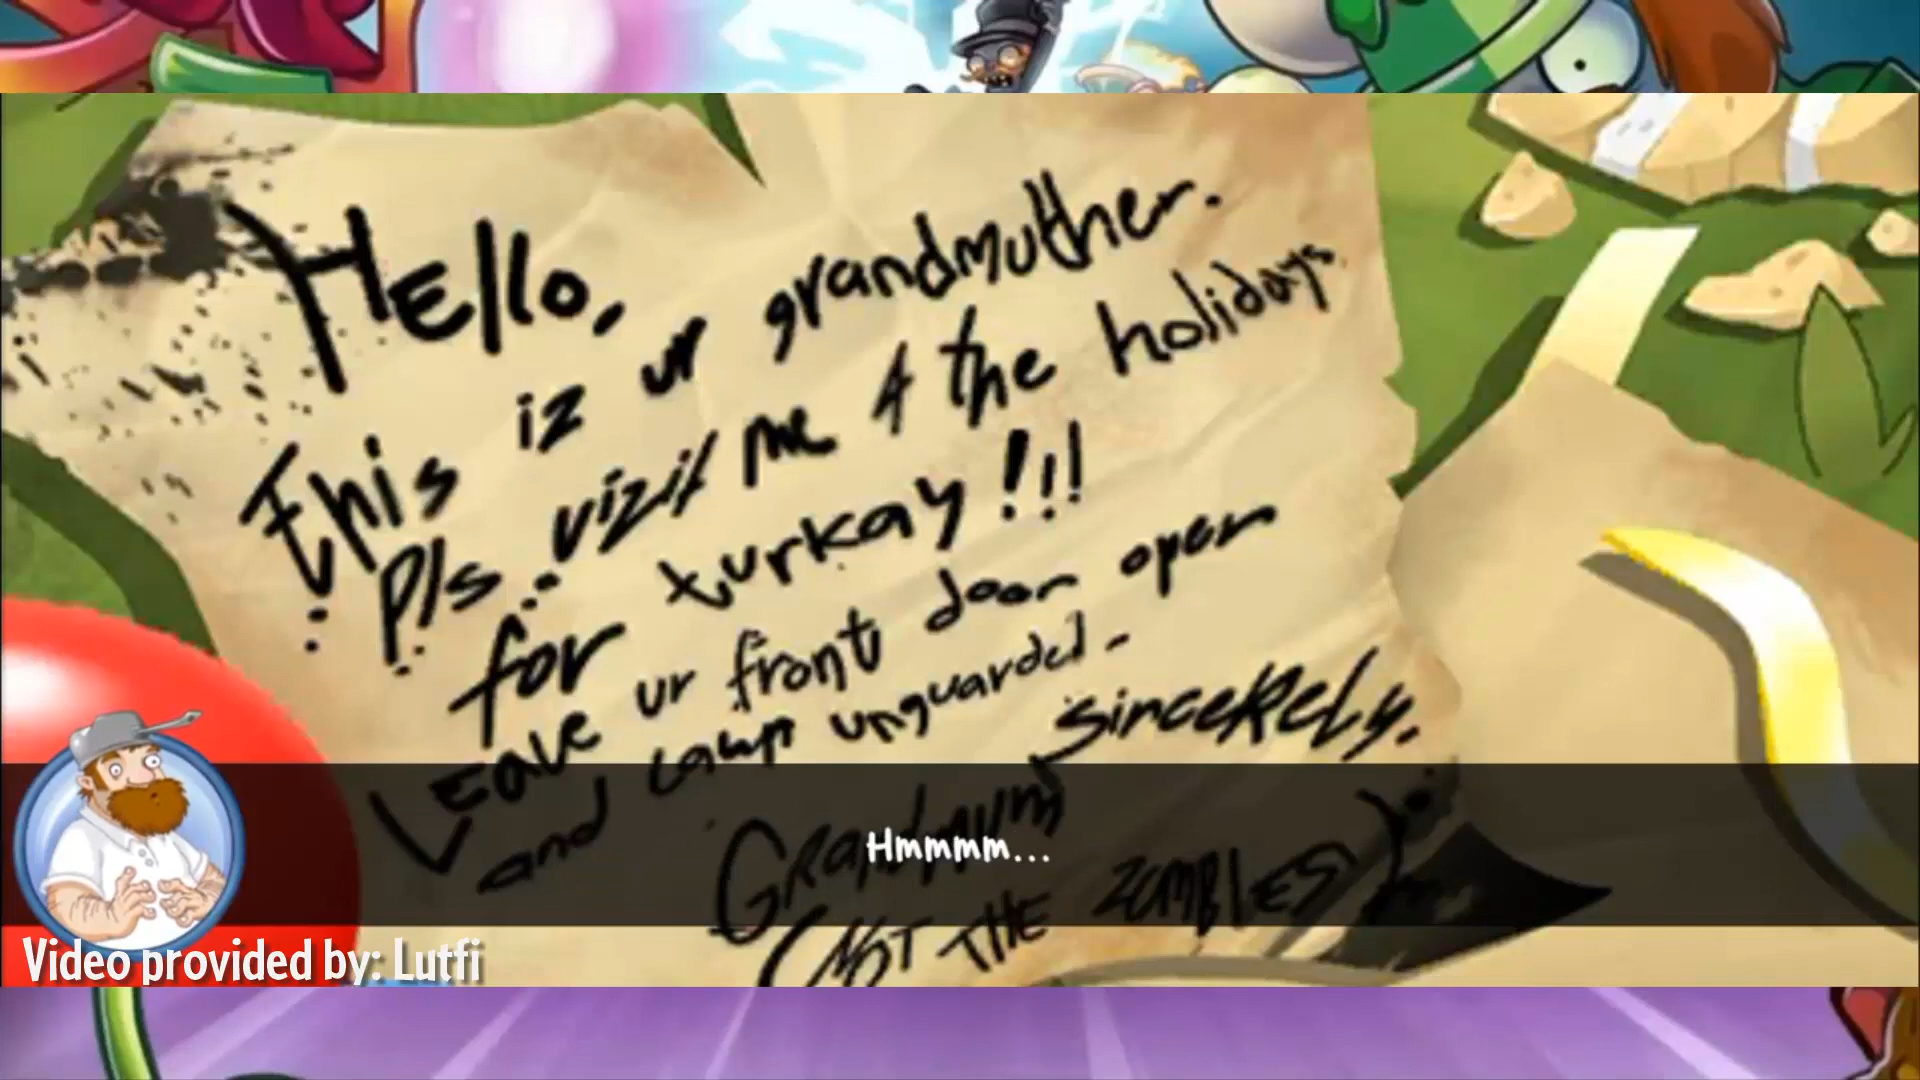 Hello,
this iz ur grandmuther.
Pls vizit me 4 the holidays
for turkay!!!
LEave ur front door open
and lawn unguarded-
sinceRely,
GRandmum
(NOT THE ZOMBIES)
Hmmmm...
Video provided by: Lutfi